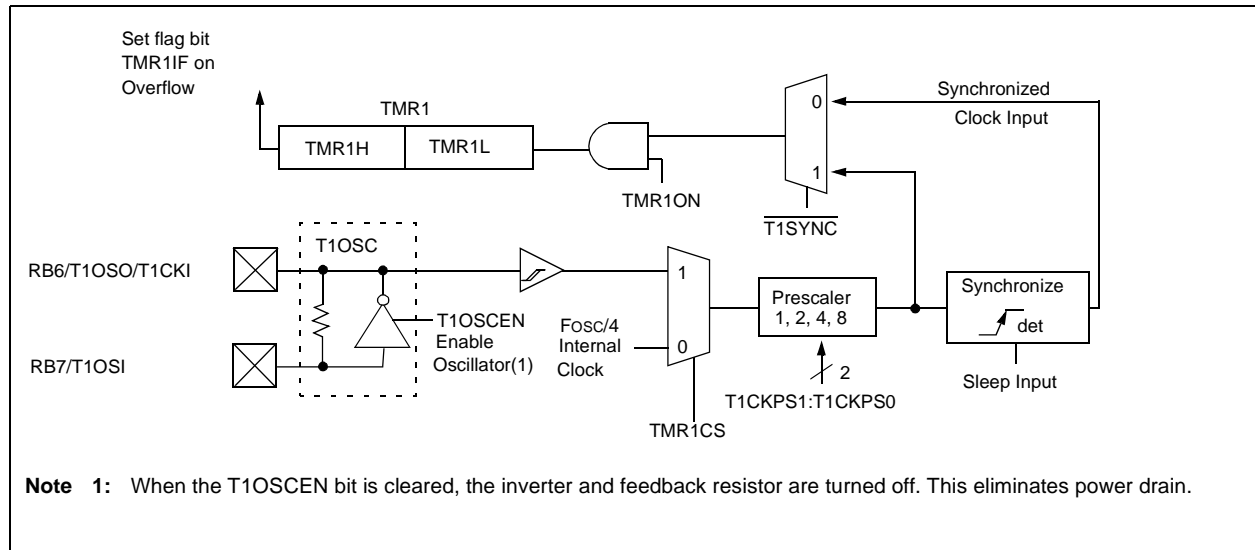 Set flag bit
TMR1IF on
Overflow
TMR1
TMR1H
TMR1L
TMR1ON
0
1
T1SYNC
Synchronized
Clock Input
RB6/T1OSO/T1CKI
RB7/T1OSI
T1OSC
T1OSCEN
Enable
Oscillator(1)
FOSC/4
Internal
Clock
1
0
TMR1CS
Prescaler
1, 2, 4, 8
2
T1CKPS1:T1CKPS0
Synchronize
det
Sleep Input
Note 1: When the T1OSCEN bit is cleared, the inverter and feedback resistor are turned off. This eliminates power drain.